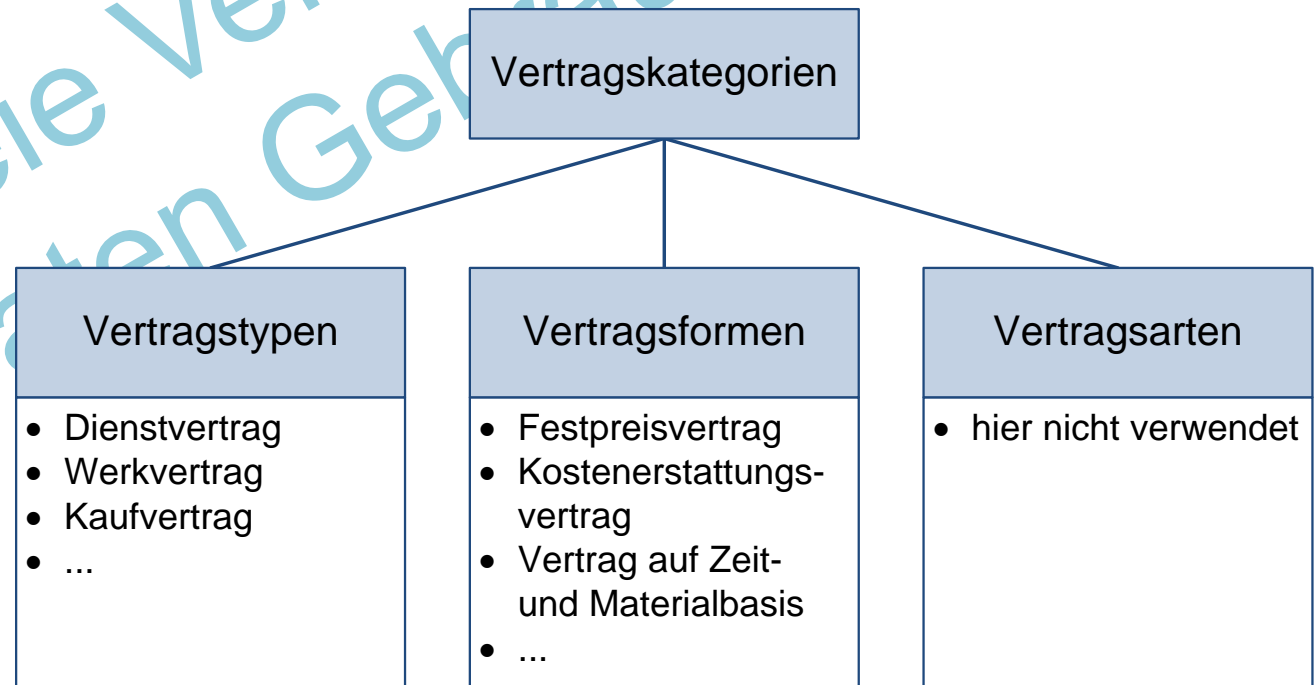 Vertragskategorien
Vertragstypen
• Dienstvertrag
• Werkvertrag
• Kaufvertrag
• ...
Vertragsformen
• Festpreisvertrag
• Kostenerstattungs-
vertrag
• Vertrag auf Zeit-
und Materialbasis
• ...
Vertragsarten
• hier nicht verwendet